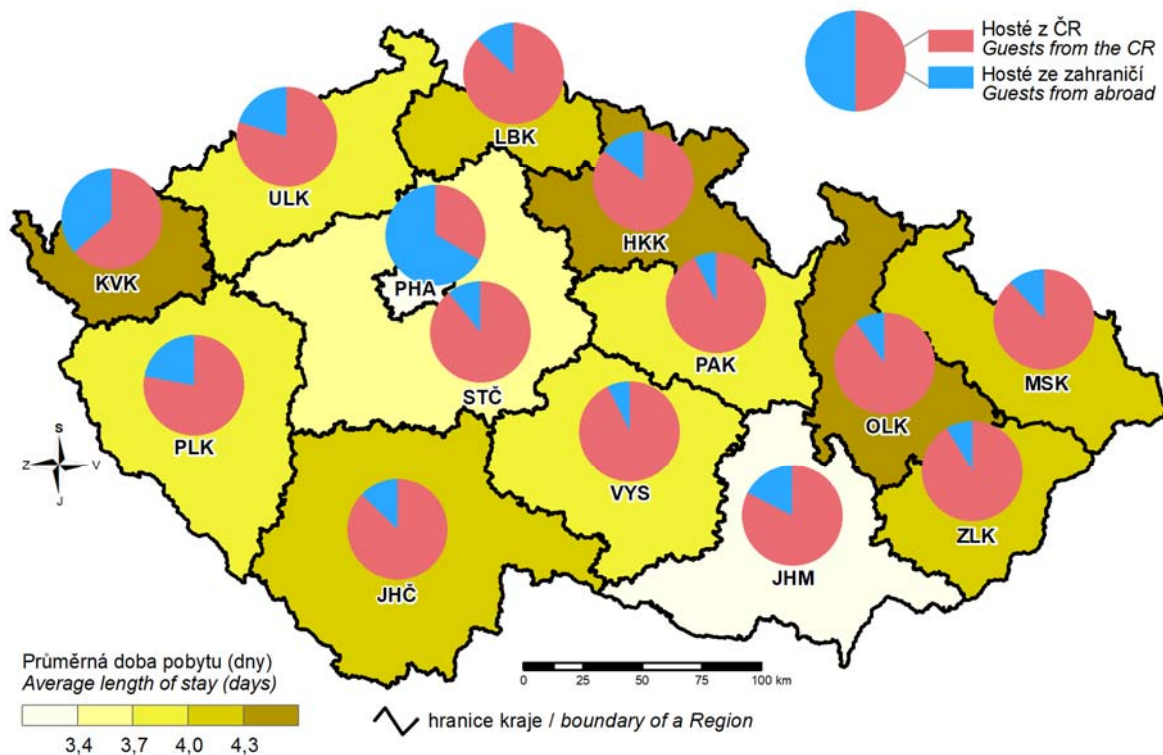 Hosté z ČR
Guests from the CR
Hosté ze zahraničí
Guests from abroad
LBK
ULK
HKK
KVK
PHA
PAK
MSK
STČ
OLK
PLK
VYS
ZLK
JHM
JHČ
S
Z V
J
Průměrná doba pobytu (dny)
Average length of stay (days)
3,4 3,7 4,0 4,3
0 25 50 75 100 km
hranice kraje / boundary of a Region